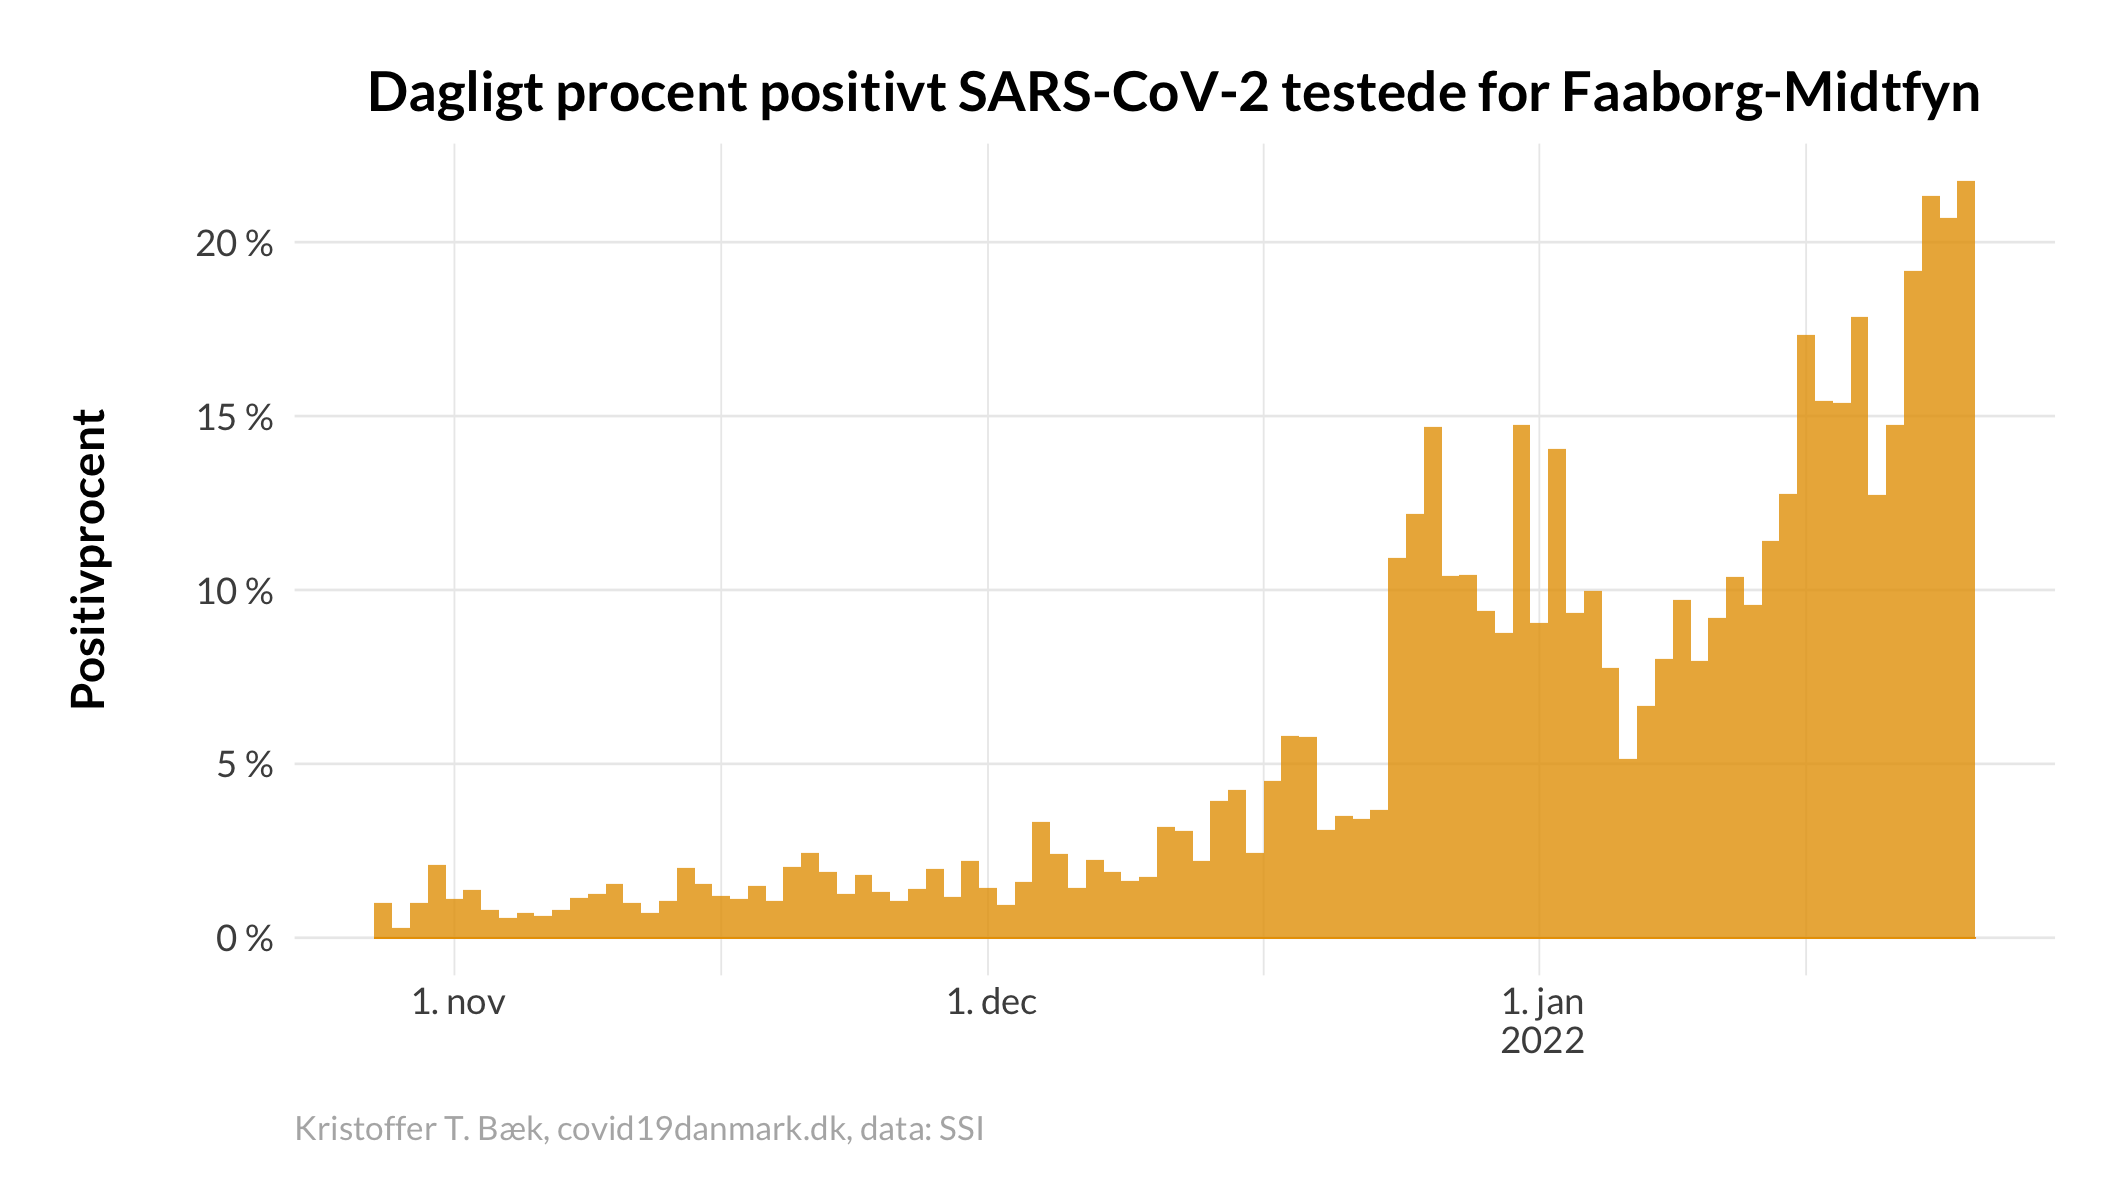 Dagligt procent positivt SARS-CoV-2 testede for Faaborg-Midtfyn
Positivprocent
20 %
15 %
10 %
5 %
0 %
1. nov
1. dec
1. jan
2022
Kristoffer T. Bæk, covid19danmark.dk, data: SSI